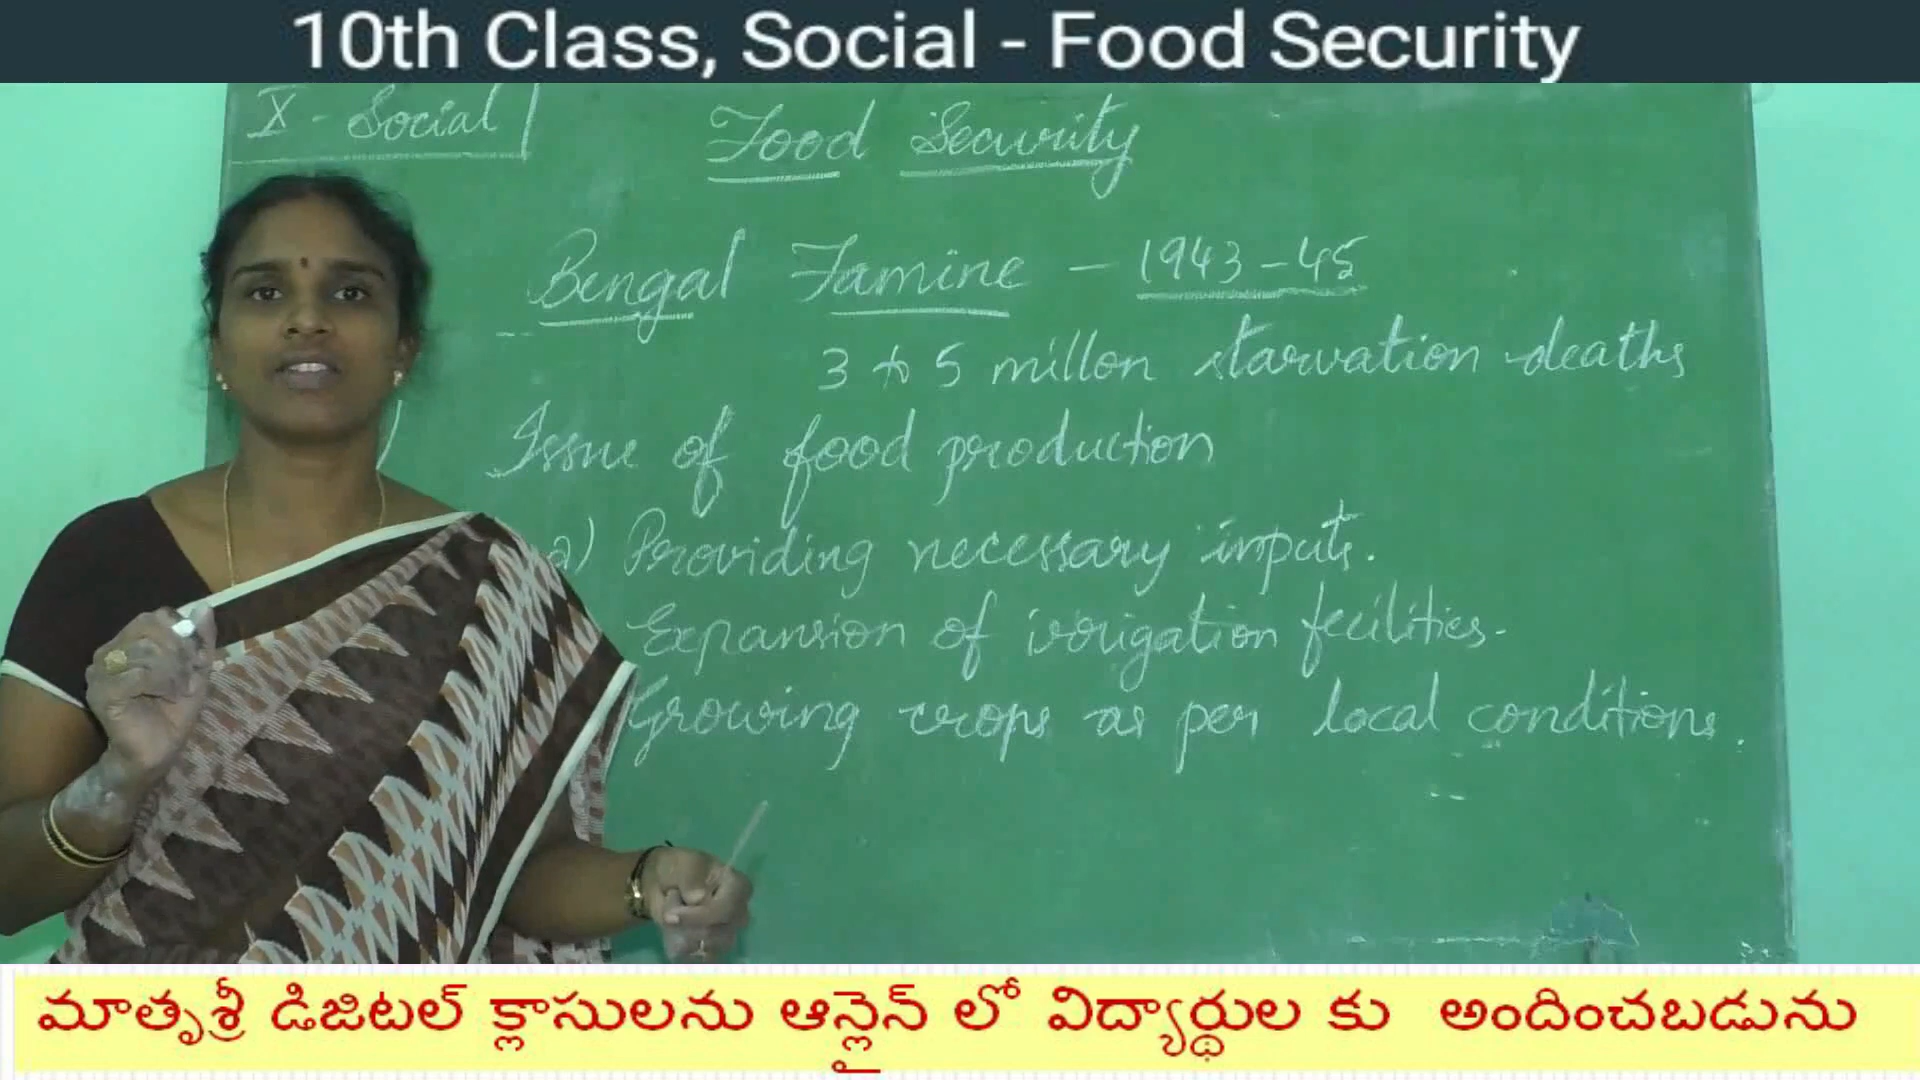 10th Class, Social - Food Security
X - Social
Food Security
Bengal Famine - 1943-45
3 to 5 millon starvation deaths
Issue of food production
a) Providing necessary inputs.
Expansion of irrigation fecilities.
Growing crops as per local conditions.
మాతృశ్రీ డిజిటల్ క్లాసులను ఆన్లైన్ లో విద్యార్థుల కు అందించబడును